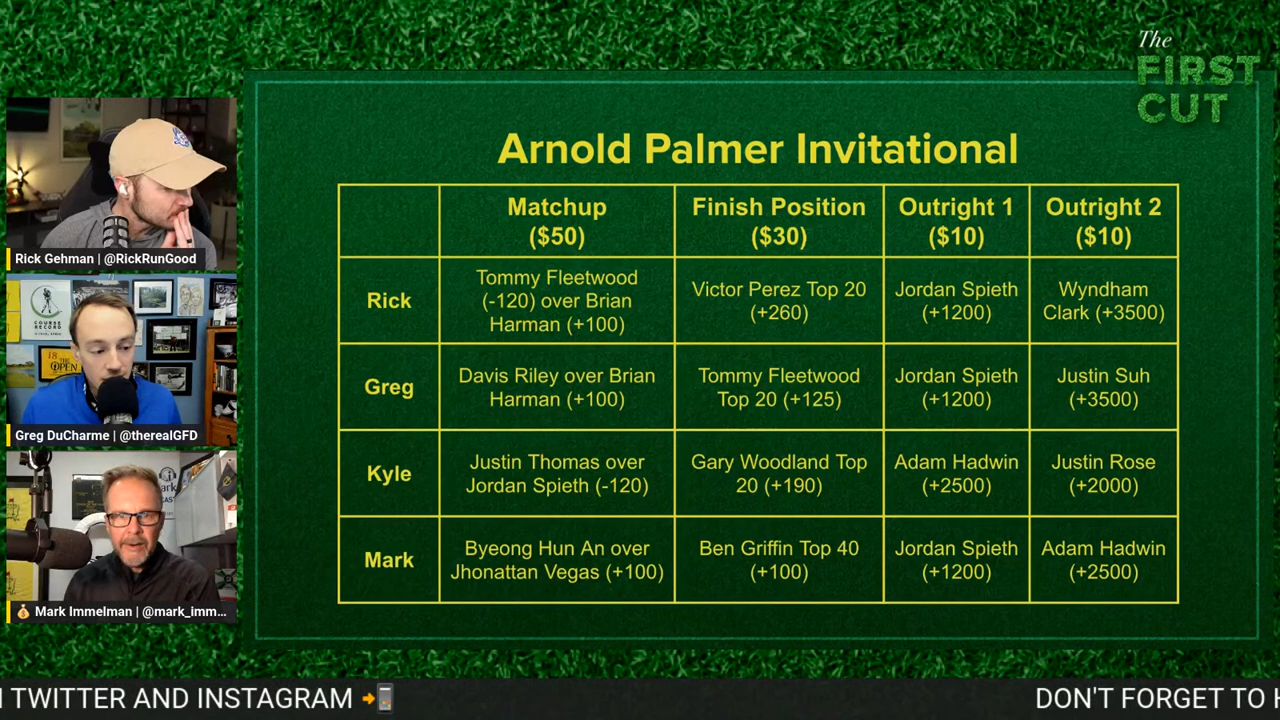 The
FIRST
CUT
Arnold Palmer Invitational
Matchup
($50)
Finish Position
($30)
Outright 1
($10)
Outright 2
($10)
Rick
Tommy Fleetwood
(-120) over Brian
Harman (+100)
Victor Perez Top 20
(+260)
Jordan Spieth
(+1200)
Wyndham
Clark (+3500)
Greg
Davis Riley over Brian
Harman (+100)
Tommy Fleetwood
Top 20 (+125)
Jordan Spieth
(+1200)
Justin Suh
(+3500)
Kyle
Justin Thomas over
Jordan Spieth (-120)
Gary Woodland Top
20 (+190)
Adam Hadwin
(+2500)
Justin Rose
(+2000)
Mark
Byeong Hun An over
Jhonattan Vegas (+100)
Ben Griffin Top 40
(+100)
Jordan Spieth
(+1200)
Adam Hadwin
(+2500)
Rick Gehman | @RickRunGood
COURSE
RECORD
18
THE
OPEN
Greg DuCharme | @therealGFD
💰 Mark Immelman | @mark_imm...
TWITTER AND INSTAGRAM
DON'T FORGET TO